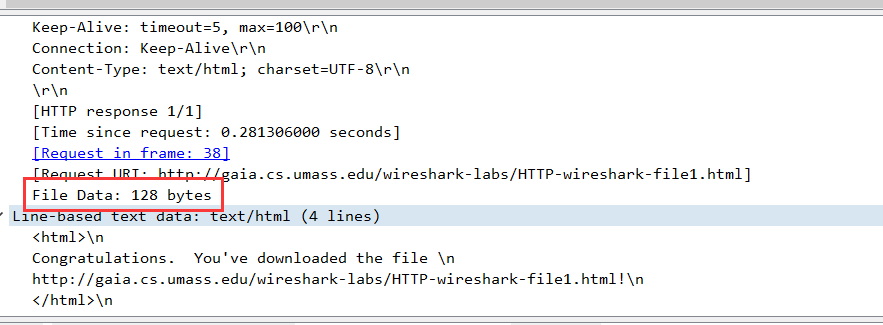 Keep-Alive: timeout=5, max=100\r\n
Connection: Keep-Alive\r\n
Content-Type: text/html; charset=UTF-8\r\n
\r\n
[HTTP response 1/1]
[Time since request: 0.281306000 seconds]
[Request in frame: 38]
[Request URI: http://gaia.cs.umass.edu/wireshark-labs/HTTP-wireshark-file1.html]
File Data: 128 bytes
Line-based text data: text/html (4 lines)
<html>\n
Congratulations.  You've downloaded the file \n
http://gaia.cs.umass.edu/wireshark-labs/HTTP-wireshark-file1.html!\n
</html>\n